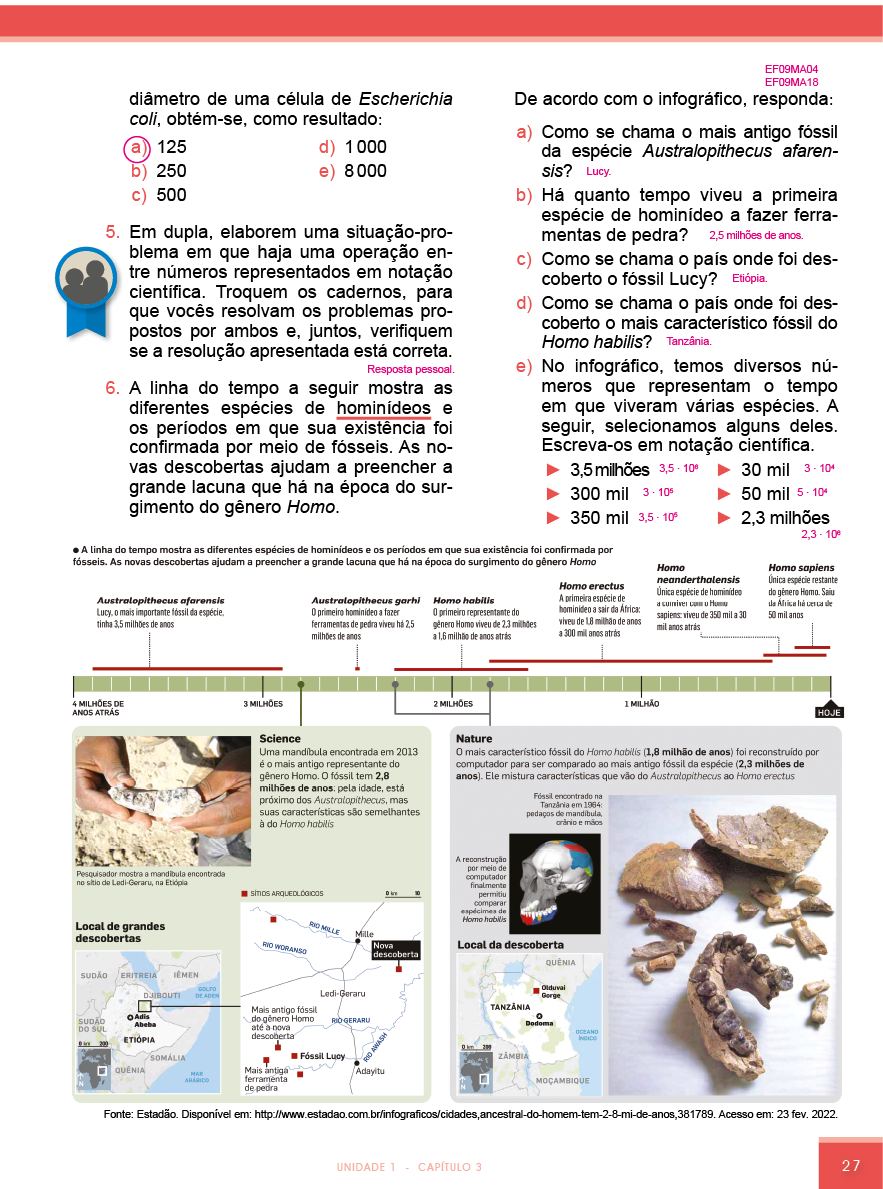 EF09MA04
EF09MA18
diâmetro de uma célula de Escherichia
coli, obtém-se, como resultado:
a) 125
b) 250
c) 500
d) 1 000
e) 8 000
5. Em dupla, elaborem uma situação-pro-
blema em que haja uma operação en-
tre números representados em notação
científica. Troquem os cadernos, para
que vocês resolvam os problemas pro-
postos por ambos e, juntos, verifiquem
se a resolução apresentada está correta.
Resposta pessoal.
6. A linha do tempo a seguir mostra as
diferentes espécies de hominídeos e
os períodos em que sua existência foi
confirmada por meio de fósseis. As no-
vas descobertas ajudam a preencher a
grande lacuna que há na época do sur-
gimento do gênero Homo.
De acordo com o infográfico, responda:
a) Como se chama o mais antigo fóssil
da espécie Australopithecus afaren-
sis? Lucy.
b) Há quanto tempo viveu a primeira
espécie de hominídeo a fazer ferra-
mentas de pedra? 2,5 milhões de anos.
c) Como se chama o país onde foi des-
coberto o fóssil Lucy? Etiópia.
d) Como se chama o país onde foi des-
coberto o mais característico fóssil do
Homo habilis? Tanzânia.
e) No infográfico, temos diversos nú-
meros que representam o tempo
em que viveram várias espécies. A
seguir, selecionamos alguns deles.
Escreva-os em notação científica.
► 3,5 milhões 3,5 · 10⁶
► 300 mil 3 · 10⁵
► 350 mil 3,5 · 10⁵
► 30 mil 3 · 10⁴
► 50 mil 5 · 10⁴
► 2,3 milhões
2,3 · 10⁶
● A linha do tempo mostra as diferentes espécies de hominídeos e os períodos em que sua existência foi confirmada por
fósseis. As novas descobertas ajudam a preencher a grande lacuna que há na época do surgimento do gênero Homo
Australopithecus afarensis
Lucy, o mais importante fóssil da espécie,
tinha 3,5 milhões de anos
Australopithecus garhi
O primeiro hominídeo a fazer
ferramentas de pedra viveu há 2,5
milhões de anos
Homo habilis
O primeiro representante do
gênero Homo viveu de 2,3 milhões
a 1,6 milhão de anos atrás
Homo erectus
A primeira espécie de
hominídeo a sair da África:
viveu de 1,8 milhão de anos
a 300 mil anos atrás
Homo
neanderthalensis
Única espécie de hominídeo
a conviver com o Homo
sapiens: viveu de 350 mil a 30
mil anos atrás
Homo sapiens
Única espécie restante
do gênero Homo. Saiu
da África há cerca de
50 mil anos
4 MILHÕES DE
ANOS ATRÁS
3 MILHÕES
2 MILHÕES
1 MILHÃO
HOJE
Science
Uma mandíbula encontrada em 2013
é o mais antigo representante do
gênero Homo. O fóssil tem 2,8
milhões de anos: pela idade, está
próximo dos Australopithecus, mas
suas características são semelhantes
à do Homo habilis
Pesquisador mostra a mandíbula encontrada
no sítio de Ledi-Geraru, na Etiópia
Local de grandes
descobertas
SUDÃO
ERITREIA
IÊMEN
GOLFO
DE ADEN
DJIBOUTI
SUDÃO
DO SUL
Adis
Abeba
ETIÓPIA
SOMÁLIA
QUÊNIA
MAR
ARÁBICO
0 km 200
SÍTIOS ARQUEOLÓGICOS
0 km 10
RIO MILLE
Mille
RIO WORANSO
Nova
descoberta
Ledi-Geraru
Mais antigo fóssil
do gênero Homo
até a nova
descoberta
RIO GERARU
RIO AWASH
Fóssil Lucy
Mais antiga
ferramenta
de pedra
Adayitu
Nature
O mais característico fóssil do Homo habilis (1,8 milhão de anos) foi reconstruído por
computador para ser comparado ao mais antigo fóssil da espécie (2,3 milhões de
anos). Ele mistura características que vão do Australopithecus ao Homo erectus
Fóssil encontrado na
Tanzânia em 1964:
pedaços de mandíbula,
crânio e mãos
A reconstrução
por meio de
computador
finalmente
permitiu
comparar
espécimes de
Homo habilis
Local da descoberta
QUÊNIA
Olduvai
Gorge
TANZÂNIA
Dodoma
OCEANO
ÍNDICO
0 km 200
ZÂMBIA
MOÇAMBIQUE
Fonte: Estadão. Disponível em: http://www.estadao.com.br/infograficos/cidades,ancestral-do-homem-tem-2-8-mi-de-anos,381789. Acesso em: 23 fev. 2022.
UNIDADE 1 - CAPÍTULO 3
27